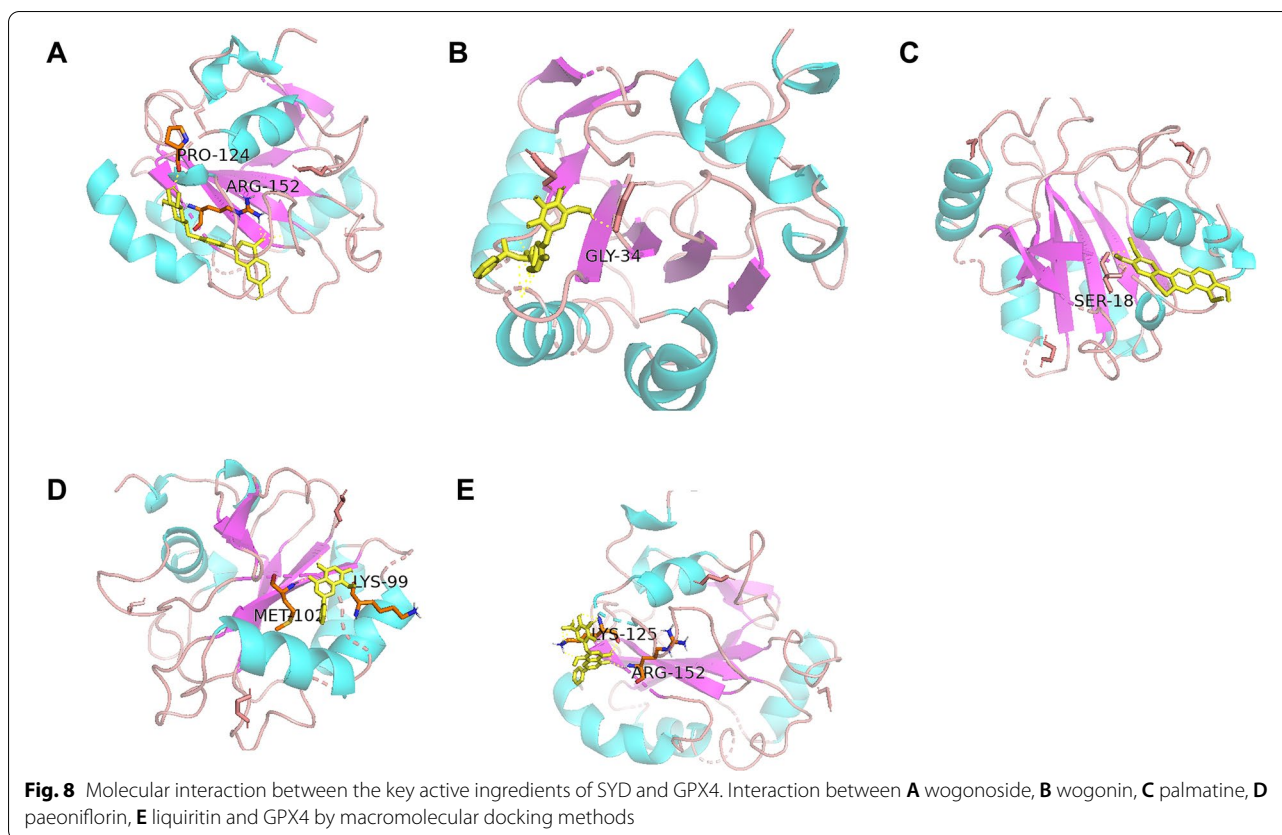 A
B
C
PRO-124
ARG-152
GLY-34
SER-18
D
E
LYS-99
MET-102
LYS-125
ARG-152
Fig. 8 Molecular interaction between the key active ingredients of SYD and GPX4. Interaction between A wogonoside, B wogonin, C palmatine, D
paeoniflorin, E liquiritin and GPX4 by macromolecular docking methods